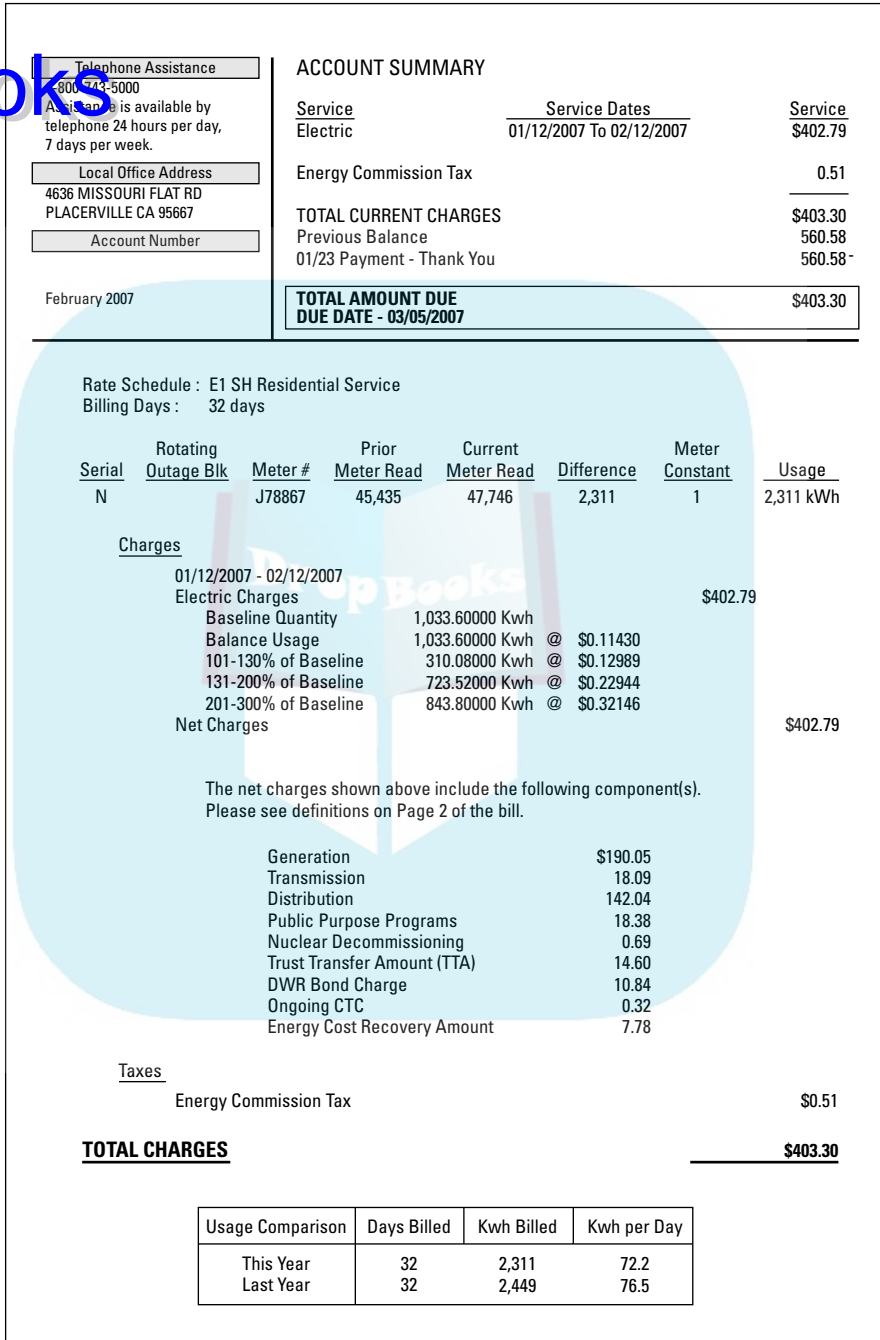 oks
Telephone Assistance
-800-743-5000
Assistance is available by
telephone 24 hours per day,
7 days per week.
Local Office Address
4636 MISSOURI FLAT RD
PLACERVILLE CA 95667
Account Number
February 2007
ACCOUNT SUMMARY
Service Service Dates Service
Electric 01/12/2007 To 02/12/2007 $402.79
Energy Commission Tax 0.51
TOTAL CURRENT CHARGES $403.30
Previous Balance 560.58
01/23 Payment - Thank You 560.58-
TOTAL AMOUNT DUE $403.30
DUE DATE - 03/05/2007
Rate Schedule : E1 SH Residential Service
Billing Days : 32 days
Rotating Prior Current Meter
Serial Outage Blk Meter # Meter Read Meter Read Difference Constant Usage
N J78867 45,435 47,746 2,311 1 2,311 kWh
Charges
DropBooks
01/12/2007 - 02/12/2007
Electric Charges $402.79
Baseline Quantity 1,033.60000 Kwh
Balance Usage 1,033.60000 Kwh @ $0.11430
101-130% of Baseline 310.08000 Kwh @ $0.12989
131-200% of Baseline 723.52000 Kwh @ $0.22944
201-300% of Baseline 843.80000 Kwh @ $0.32146
Net Charges $402.79
The net charges shown above include the following component(s).
Please see definitions on Page 2 of the bill.
Generation $190.05
Transmission 18.09
Distribution 142.04
Public Purpose Programs 18.38
Nuclear Decommissioning 0.69
Trust Transfer Amount (TTA) 14.60
DWR Bond Charge 10.84
Ongoing CTC 0.32
Energy Cost Recovery Amount 7.78
Taxes
Energy Commission Tax $0.51
TOTAL CHARGES $403.30
Usage Comparison Days Billed Kwh Billed Kwh per Day
This Year 32 2,311 72.2
Last Year 32 2,449 76.5